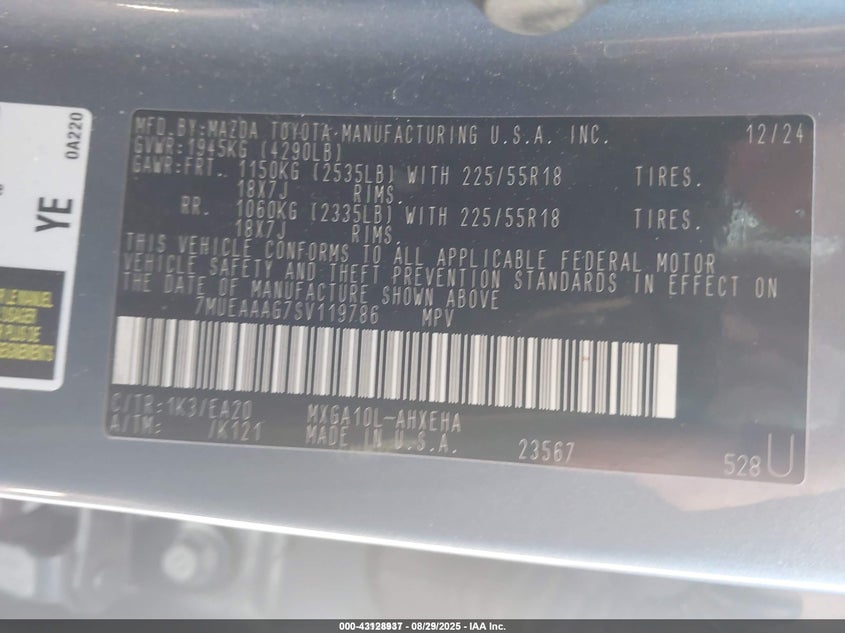 0A220
YE
MFD.BY:MAZDA TOYOTA MANUFACTURING U.S.A. INC. 12/24
GVWR:1945KG (4290LB)
GAWR:FRT. 1150KG (2535LB) WITH 225/55R18 TIRES.
18X7J RIMS.
RR. 1060KG (2335LB) WITH 225/55R18 TIRES.
18X7J RIMS.
THIS VEHICLE CONFORMS TO ALL APPLICABLE FEDERAL MOTOR
VEHICLE SAFETY AND THEFT PREVENTION STANDARDS IN EFFECT ON
THE DATE OF MANUFACTURE SHOWN ABOVE
7MUEAAAG7SV119786 MPV
C/TR:1K3/EA20 MXGA10L-AHXEHA
A/TM: /K121 MADE IN U.S.A. 23567 528U
000-43128937 - 08/29/2025 - IAA Inc.